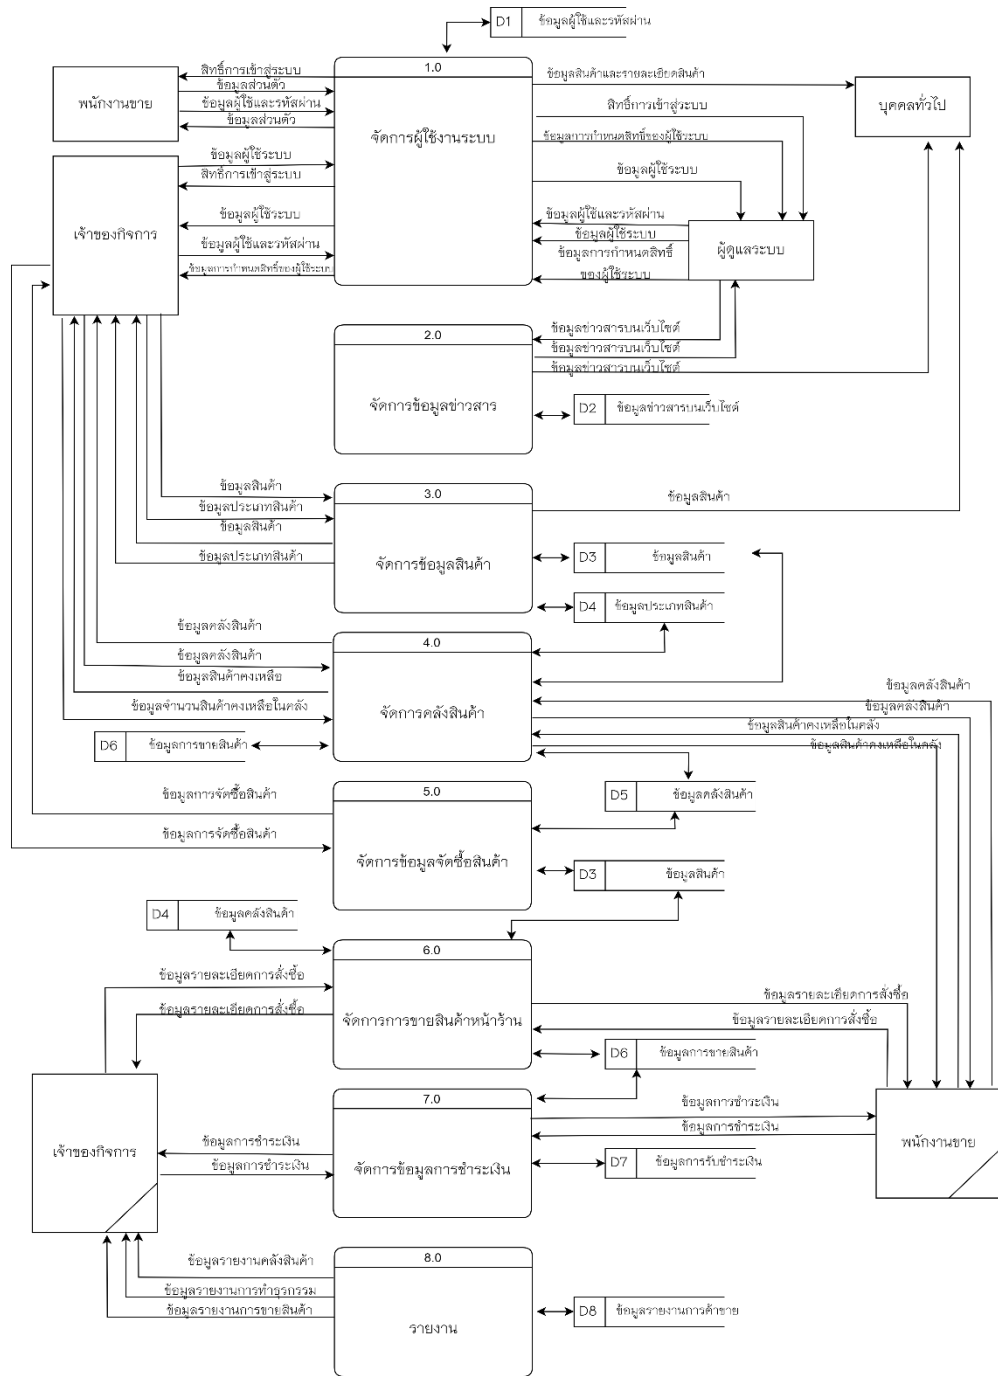 D1 ข้อมูลผู้ใช้และรหัสผ่าน
1.0
จัดการผู้ใช้งานระบบ
พนักงานขาย
สิทธิ์การเข้าสู่ระบบ
ข้อมูลส่วนตัว
ข้อมูลผู้ใช้และรหัสผ่าน
ข้อมูลส่วนตัว
ข้อมูลสินค้าและรายละเอียดสินค้า
บุคคลทั่วไป
สิทธิ์การเข้าสู่ระบบ
ข้อมูลการกำหนดสิทธิ์ของผู้ใช้ระบบ
ข้อมูลผู้ใช้ระบบ
เจ้าของกิจการ
ข้อมูลผู้ใช้ระบบ
สิทธิ์การเข้าสู่ระบบ
ข้อมูลผู้ใช้ระบบ
ข้อมูลผู้ใช้และรหัสผ่าน
ข้อมูลการกำหนดสิทธิ์ของผู้ใช้ระบบ
ข้อมูลผู้ใช้และรหัสผ่าน
ข้อมูลผู้ใช้ระบบ
ข้อมูลการกำหนดสิทธิ์
ของผู้ใช้ระบบ
ผู้ดูแลระบบ
2.0
จัดการข้อมูลข่าวสาร
ข้อมูลข่าวสารบนเว็บไซต์
ข้อมูลข่าวสารบนเว็บไซต์
ข้อมูลข่าวสารบนเว็บไซต์
D2 ข้อมูลข่าวสารบนเว็บไซต์
3.0
จัดการข้อมูลสินค้า
ข้อมูลสินค้า
ข้อมูลประเภทสินค้า
ข้อมูลสินค้า
ข้อมูลประเภทสินค้า
ข้อมูลสินค้า
D3 ข้อมูลสินค้า
D4 ข้อมูลประเภทสินค้า
4.0
จัดการคลังสินค้า
ข้อมูลคลังสินค้า
ข้อมูลคลังสินค้า
ข้อมูลสินค้าคงเหลือ
ข้อมูลจำนวนสินค้าคงเหลือในคลัง
D6 ข้อมูลการขายสินค้า
ข้อมูลคลังสินค้า
ข้อมูลคลังสินค้า
ข้อมูลสินค้าคงเหลือในคลัง
ข้อมูลสินค้าคงเหลือในคลัง
5.0
จัดการข้อมูลจัดซื้อสินค้า
ข้อมูลการจัดซื้อสินค้า
ข้อมูลการจัดซื้อสินค้า
D5 ข้อมูลคลังสินค้า
D3 ข้อมูลสินค้า
D4 ข้อมูลคลังสินค้า
6.0
จัดการการขายสินค้าหน้าร้าน
ข้อมูลรายละเอียดการสั่งซื้อ
ข้อมูลรายละเอียดการสั่งซื้อ
ข้อมูลรายละเอียดการสั่งซื้อ
ข้อมูลรายละเอียดการสั่งซื้อ
D6 ข้อมูลการขายสินค้า
7.0
จัดการข้อมูลการชำระเงิน
เจ้าของกิจการ
ข้อมูลการชำระเงิน
ข้อมูลการชำระเงิน
ข้อมูลการชำระเงิน
ข้อมูลการชำระเงิน
พนักงานขาย
D7 ข้อมูลการรับชำระเงิน
8.0
รายงาน
ข้อมูลรายงานคลังสินค้า
ข้อมูลรายงานการทำธุรกรรม
ข้อมูลรายงานการขายสินค้า
D8 ข้อมูลรายงานการค้าขาย